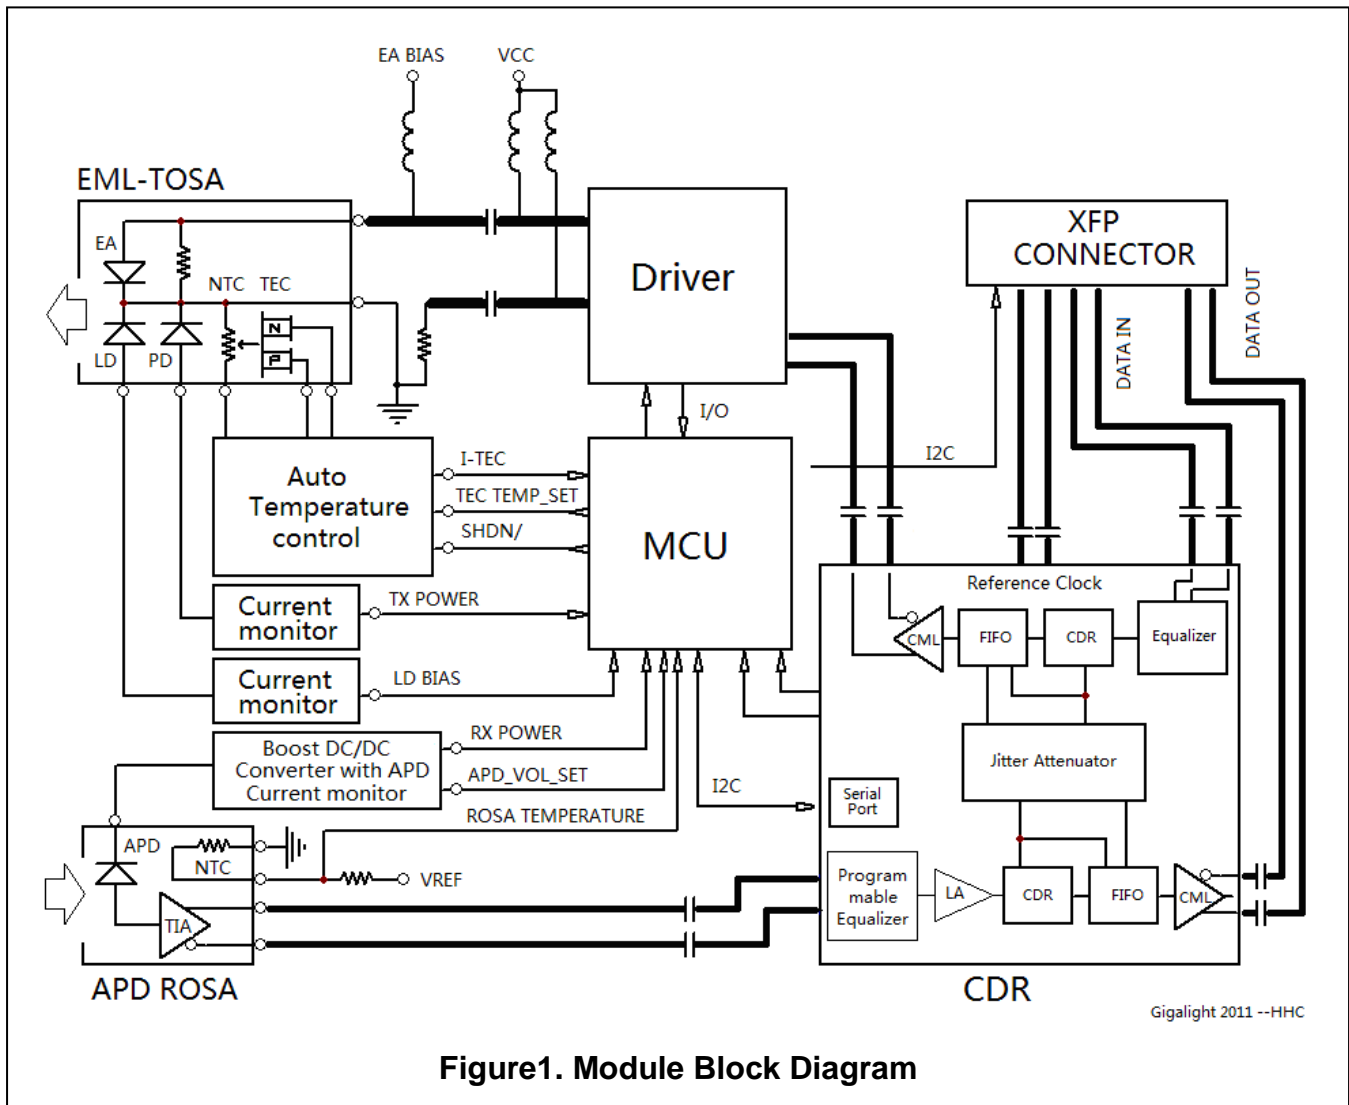 EA BIAS
VCC
EML-TOSA
EA
NTC
TEC
N
P
LD
PD
Driver
XFP
CONNECTOR
DATA IN
DATA OUT
I/O
I2C
Auto
Temperature
control
I-TEC
TEC TEMP_SET
SHDN/
MCU
Current
monitor
TX POWER
Current
monitor
LD BIAS
Boost DC/DC
Converter with APD
Current monitor
RX POWER
APD_VOL_SET
ROSA TEMPERATURE
I2C
Reference Clock
CML
FIFO
CDR
Equalizer
Jitter Attenuator
Serial
Port
APD
NTC
VREF
TIA
APD ROSA
Program
mable
Equalizer
LA
CDR
FIFO
CML
CDR
Gigalight 2011 --HHC
Figure1. Module Block Diagram